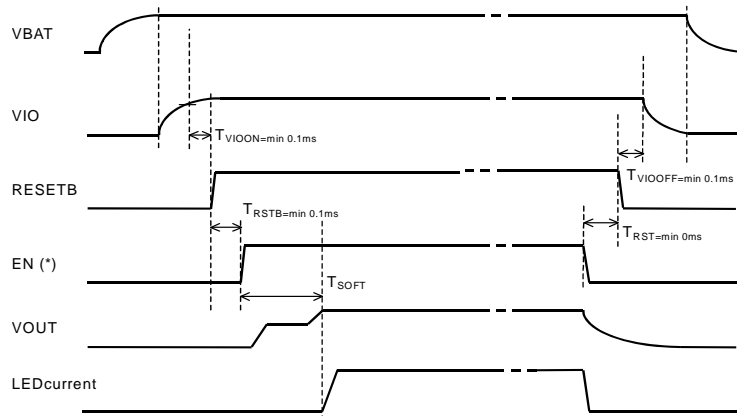 VBAT
VIO
TVIOON=min 0.1ms
RESETB
TVIOOFF=min 0.1ms
TRSTB=min 0.1ms
TRST=min 0ms
EN (*)
TSOFT
VOUT
LEDcurrent